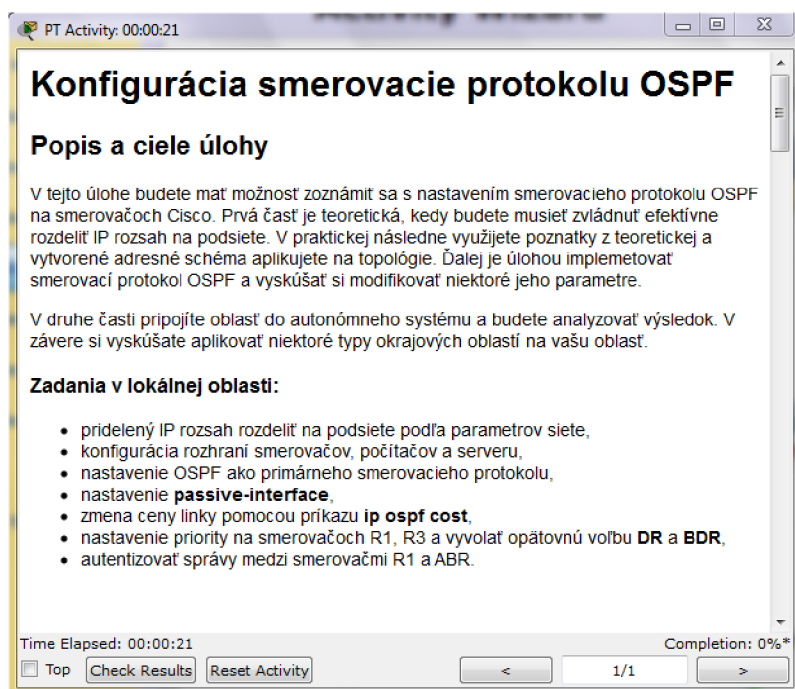 Activity Wizard
PT Activity: 00:00:21
Konfigurácia smerovacie protokolu OSPF
Popis a ciele úlohy
V tejto úlohe budete mať možnosť zoznámiť sa s nastavením smerovacieho protokolu OSPF
na smerovačoch Cisco. Prvá časť je teoretická, kedy budete musieť zvládnuť efektívne
rozdeliť IP rozsah na podsiete. V praktickej následne využijete poznatky z teoretickej a
vytvorené adresné schéma aplikujete na topológie. Ďalej je úlohou implemetovať
smerovací protokol OSPF a vyskúšať si modifikovať niektoré jeho parametre.
V druhe časti pripojíte oblasť do autonómneho systému a budete analyzovať výsledok. V
závere si vyskúšate aplikovať niektoré typy okrajových oblastí na vašu oblasť.
Zadania v lokálnej oblasti:
• pridelený IP rozsah rozdeliť na podsiete podľa parametrov siete,
• konfigurácia rozhraní smerovačov, počítačov a serveru,
• nastavenie OSPF ako primárneho smerovacieho protokolu,
• nastavenie passive-interface,
• zmena ceny linky pomocou príkazu ip ospf cost,
• nastavenie priority na smerovačoch R1, R3 a vyvolať opätovnú voľbu DR a BDR,
• autentizovať správy medzi smerovačmi R1 a ABR.
Time Elapsed: 00:00:21 Completion: 0%*
Top Check Results Reset Activity < 1/1 >